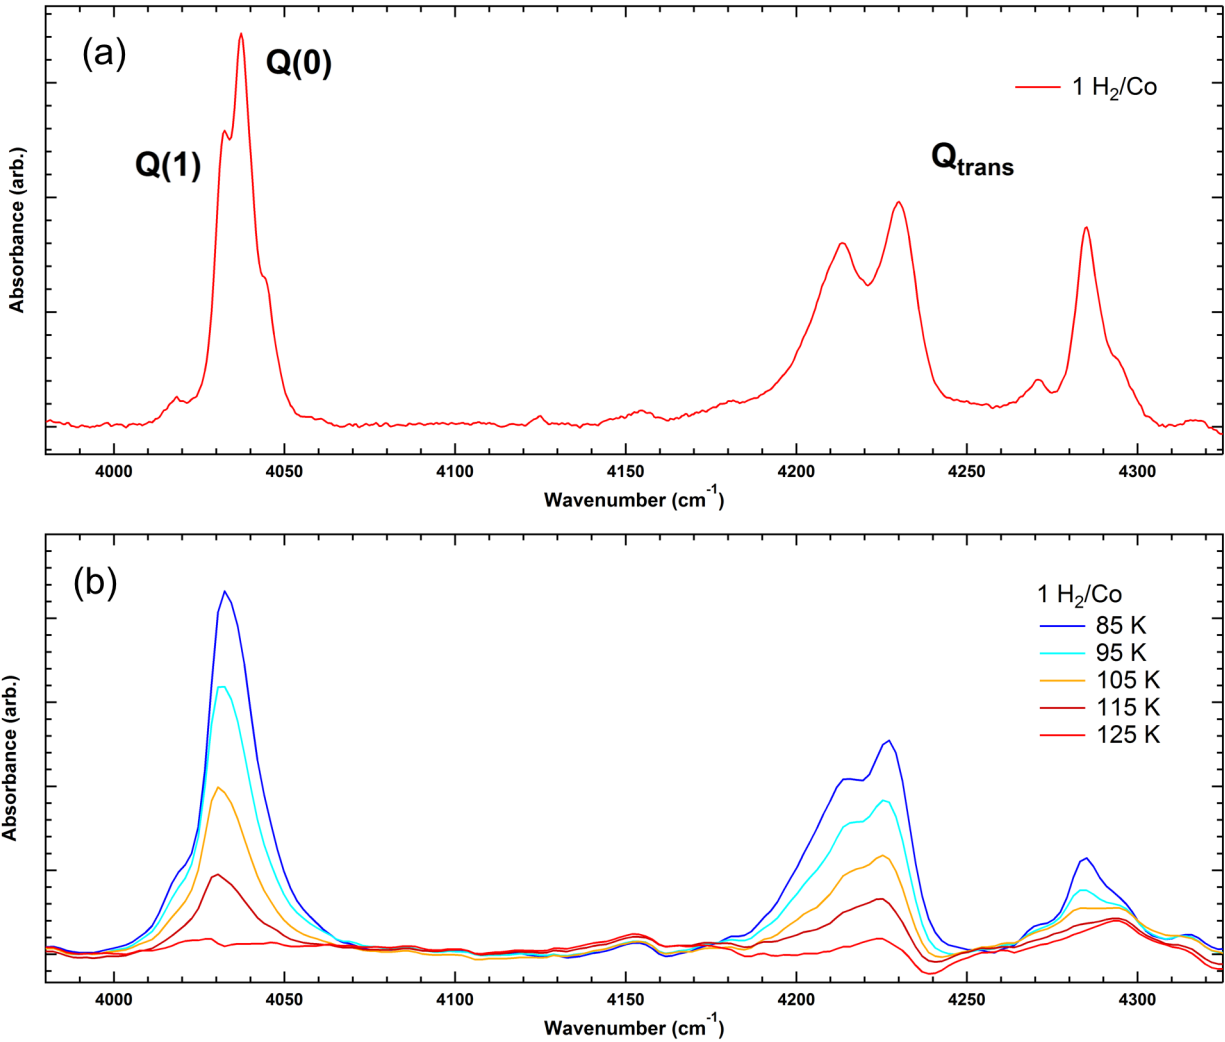 (a)
Q(0)
Q(1)
1 H₂/Co
Q_trans
Absorbance (arb.)
4000 4050 4100 4150 4200 4250 4300
Wavenumber (cm⁻¹)
(b)
1 H₂/Co
85 K
95 K
105 K
115 K
125 K
Absorbance (arb.)
4000 4050 4100 4150 4200 4250 4300
Wavenumber (cm⁻¹)